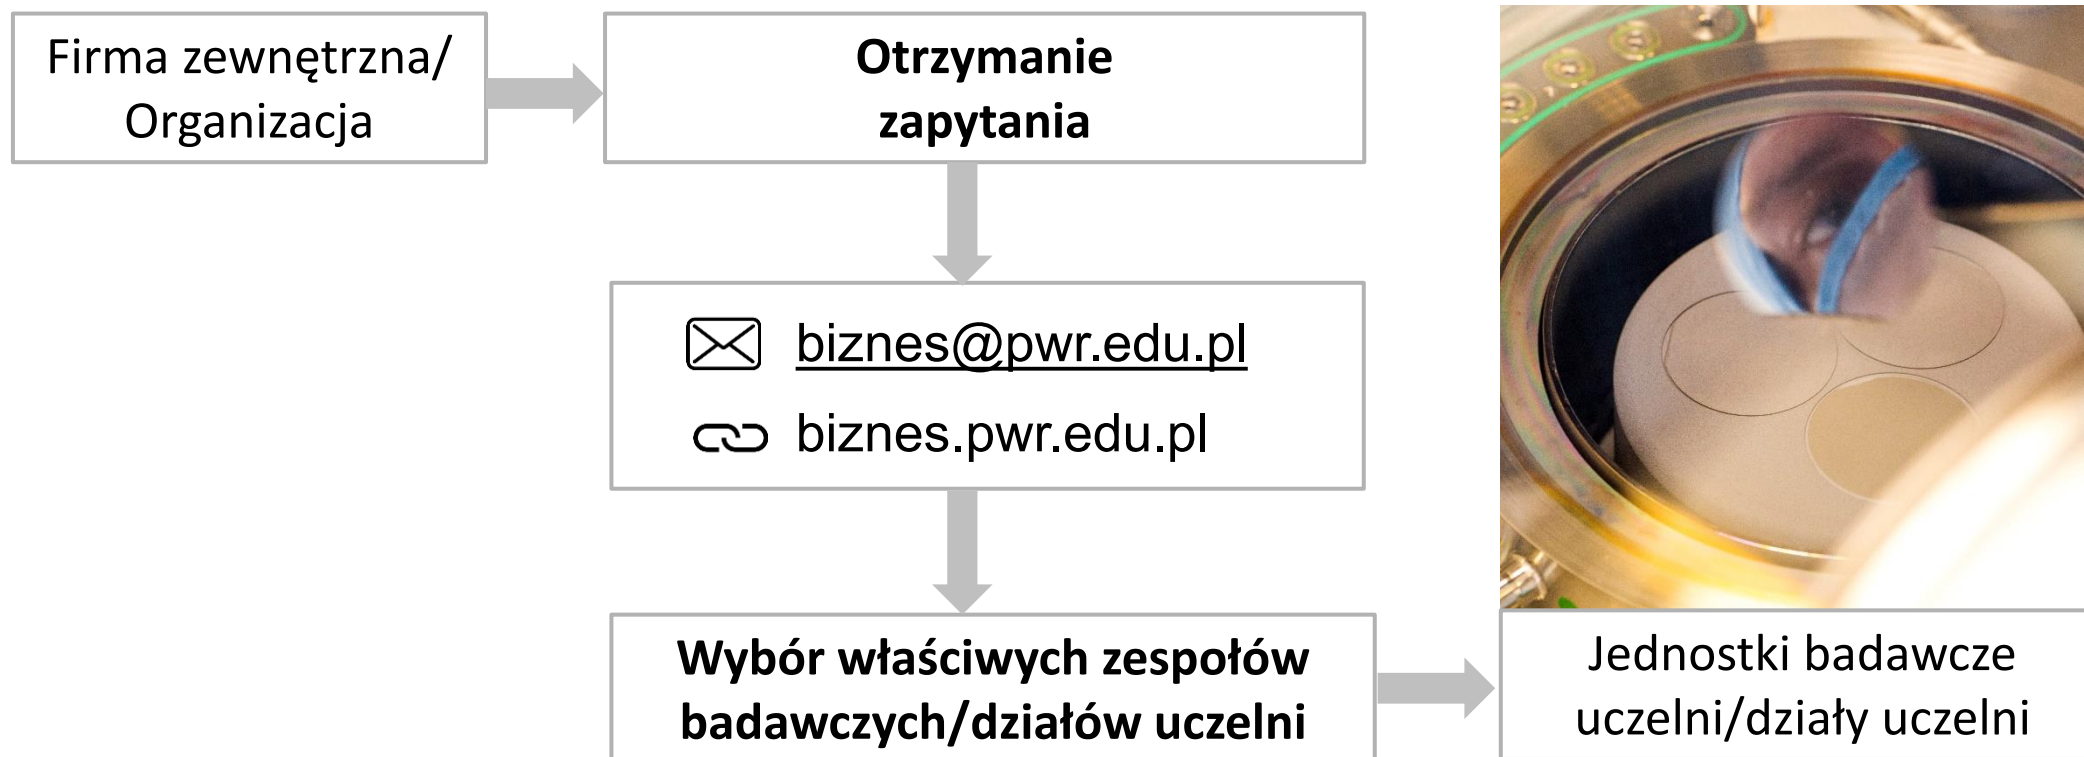 Firma zewnętrzna/
Organizacja
Otrzymanie
zapytania
biznes@pwr.edu.pl
biznes.pwr.edu.pl
Wybór właściwych zespołów
badawczych/działów uczelni
Jednostki badawcze
uczelni/działy uczelni